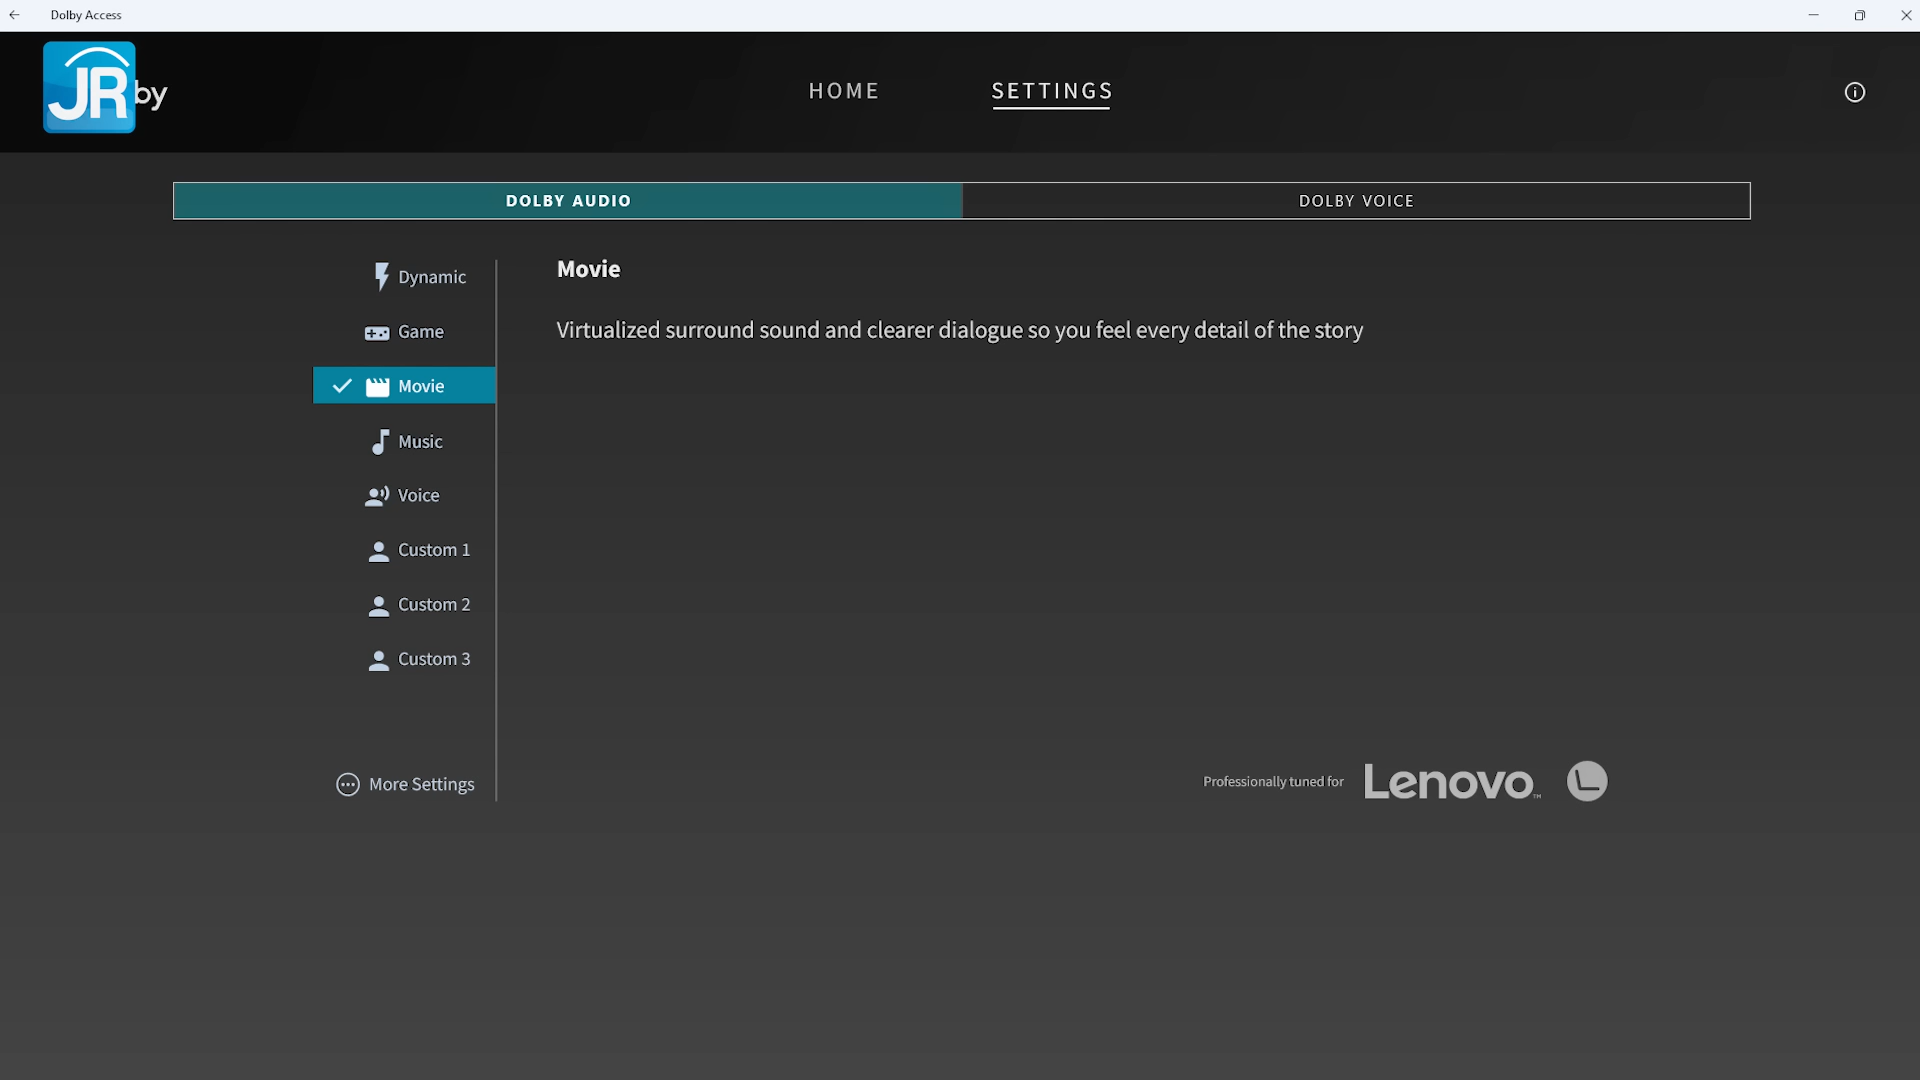 Dolby Access
JR
by
HOME
SETTINGS
DOLBY AUDIO
DOLBY VOICE
Dynamic
Game
Movie
Music
Voice
Custom 1
Custom 2
Custom 3
More Settings
Movie
Virtualized surround sound and clearer dialogue so you feel every detail of the story
Professionally tuned for
Lenovo™
L